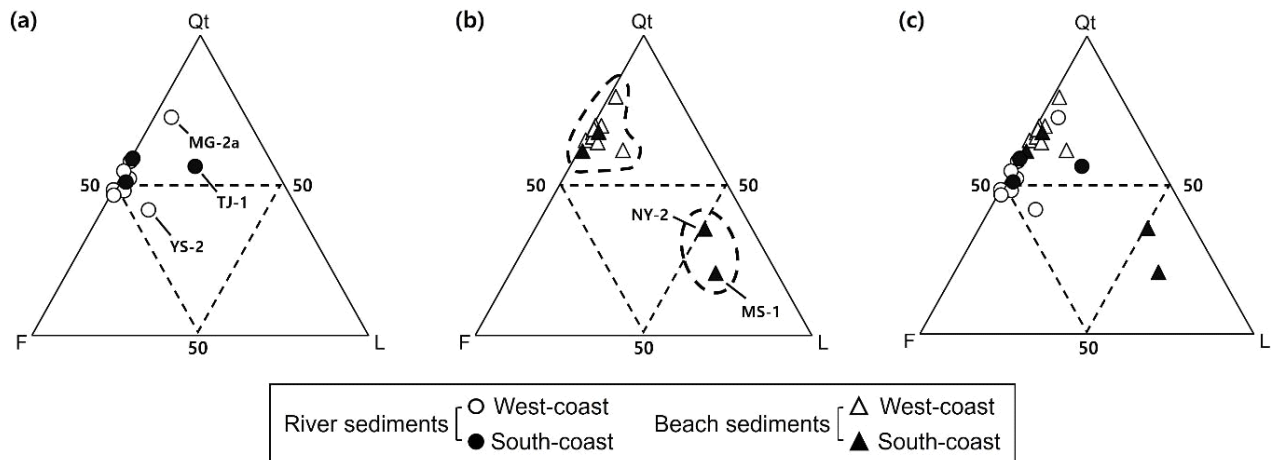 (a)
Qt
MG-2a
50
50
TJ-1
YS-2
F
50
L
(b)
Qt
50
50
NY-2
MS-1
F
50
L
(c)
Qt
50
50
F
50
L
River sediments
West-coast
South-coast
Beach sediments
West-coast
South-coast